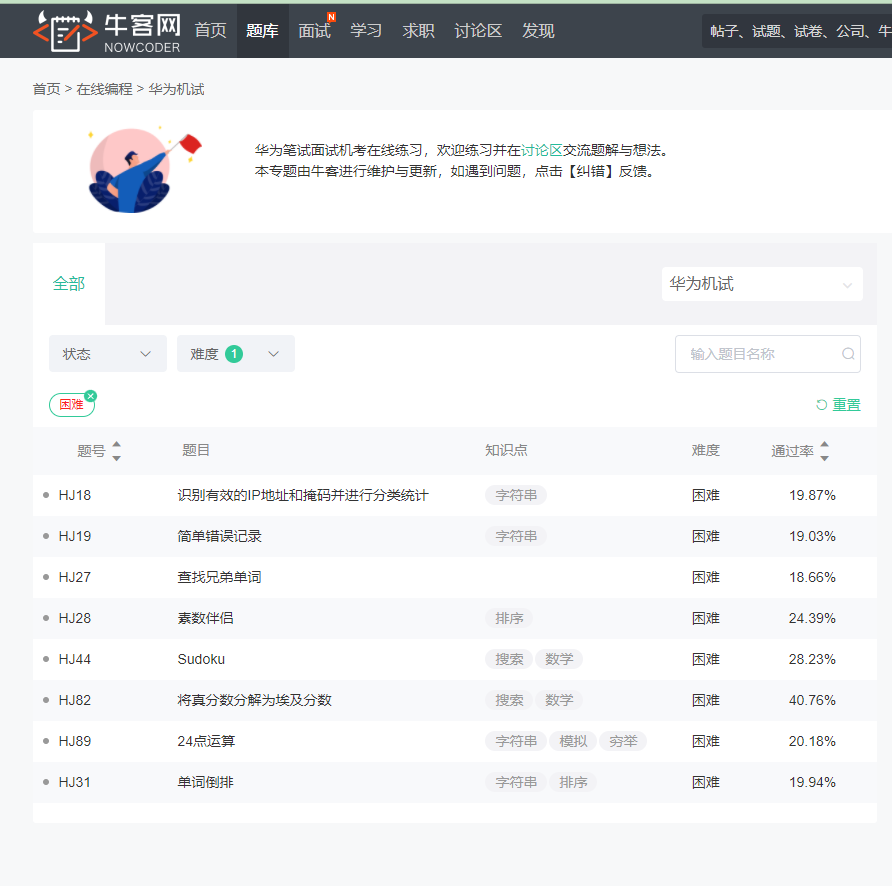 牛客网
NOWCODER
首页 题库 面试 N 学习 求职 讨论区 发现 帖子、试题、试卷、公司、牛
首页 > 在线编程 > 华为机试
华为笔试面试机考在线练习，欢迎练习并在讨论区交流题解与想法。
本专题由牛客进行维护与更新，如遇到问题，点击【纠错】反馈。
全部 华为机试
状态 难度 1 输入题目名称
困难 重置
题号 题目 知识点 难度 通过率
HJ18 识别有效的IP地址和掩码并进行分类统计 字符串 困难 19.87%
HJ19 简单错误记录 字符串 困难 19.03%
HJ27 查找兄弟单词 困难 18.66%
HJ28 素数伴侣 排序 困难 24.39%
HJ44 Sudoku 搜索 数学 困难 28.23%
HJ82 将真分数分解为埃及分数 搜索 数学 困难 40.76%
HJ89 24点运算 字符串 模拟 穷举 困难 20.18%
HJ31 单词倒排 字符串 排序 困难 19.94%